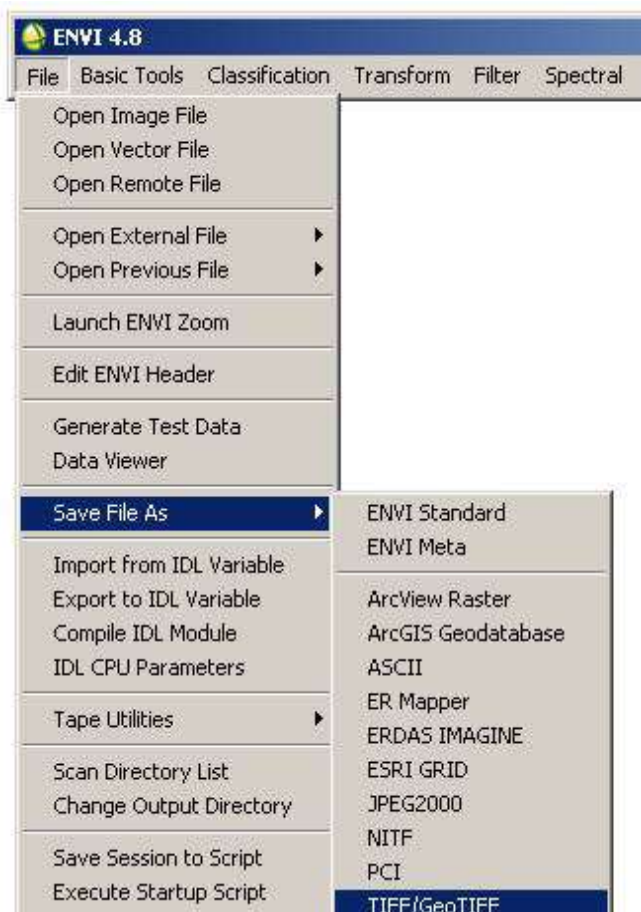 ENVI 4.8
File Basic Tools Classification Transform Filter Spectral
Open Image File
Open Vector File
Open Remote File
Open External File
Open Previous File
Launch ENVI Zoom
Edit ENVI Header
Generate Test Data
Data Viewer
Save File As
Import from IDL Variable
Export to IDL Variable
Compile IDL Module
IDL CPU Parameters
Tape Utilities
Scan Directory List
Change Output Directory
Save Session to Script
Execute Startup Script
ENVI Standard
ENVI Meta
ArcView Raster
ArcGIS Geodatabase
ASCII
ER Mapper
ERDAS IMAGINE
ESRI GRID
JPEG2000
NITF
PCI
TIFF/GeoTIFF